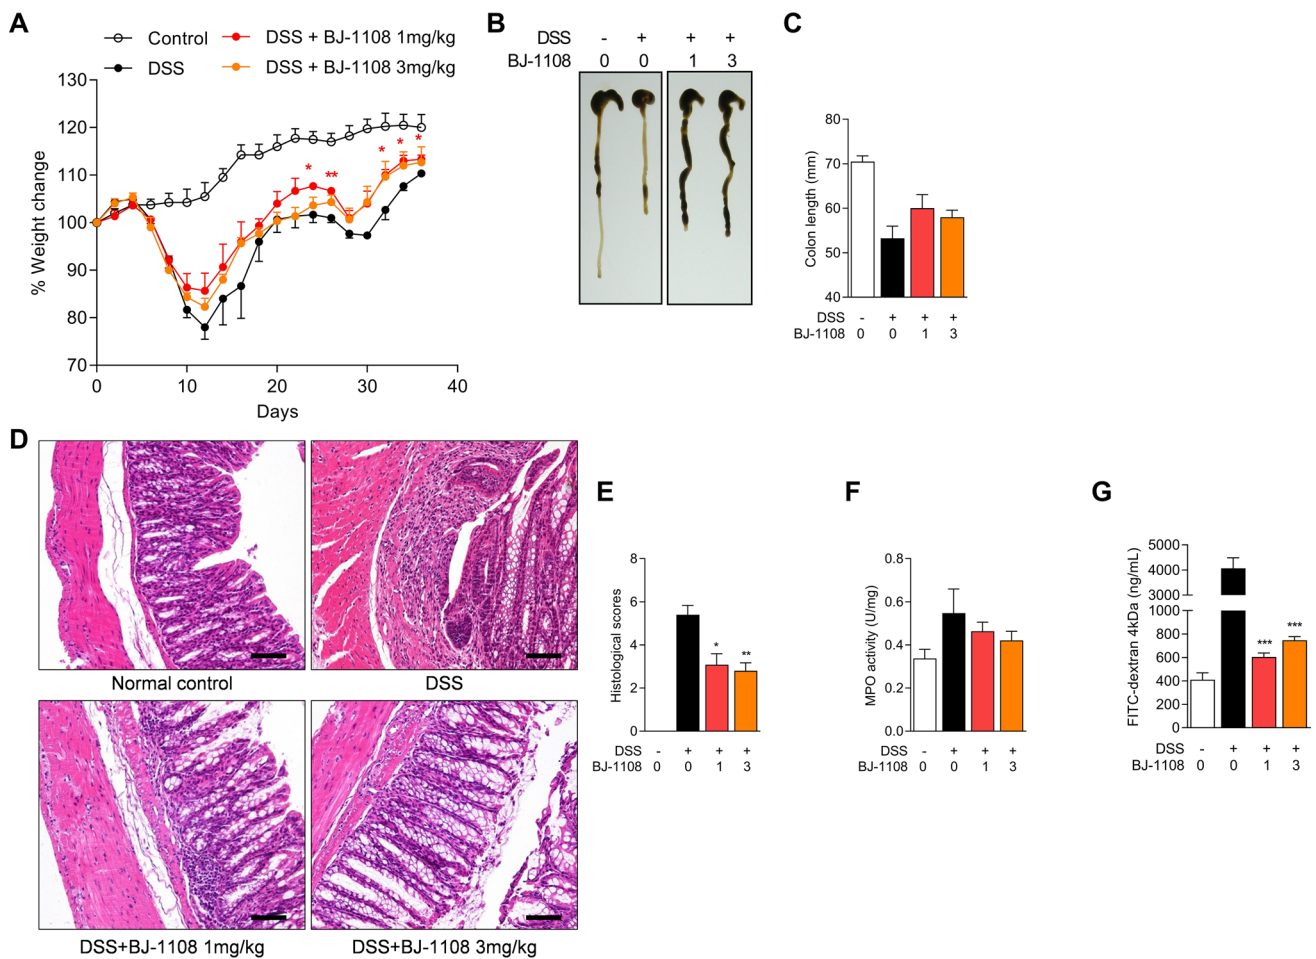 A
Control
DSS + BJ-1108 1mg/kg
DSS
DSS + BJ-1108 3mg/kg
130
120
110
100
90
80
70
% Weight change
* ** * * *
0 10 20 30 40
Days
B
DSS - + + +
BJ-1108 0 0 1 3
C
80
70
60
50
40
Colon length (mm)
DSS - + + +
BJ-1108 0 0 1 3
D
Normal control
DSS
DSS+BJ-1108 1mg/kg
DSS+BJ-1108 3mg/kg
E
8
6
4
2
0
Histological scores
* **
DSS - + + +
BJ-1108 0 0 1 3
F
0.8
0.6
0.4
0.2
0.0
MPO activity (U/mg)
DSS - + + +
BJ-1108 0 0 1 3
G
5000
4000
3000
1000
800
600
400
200
0
FITC-dextran 4kDa (ng/mL)
*** ***
DSS - + + +
BJ-1108 0 0 1 3